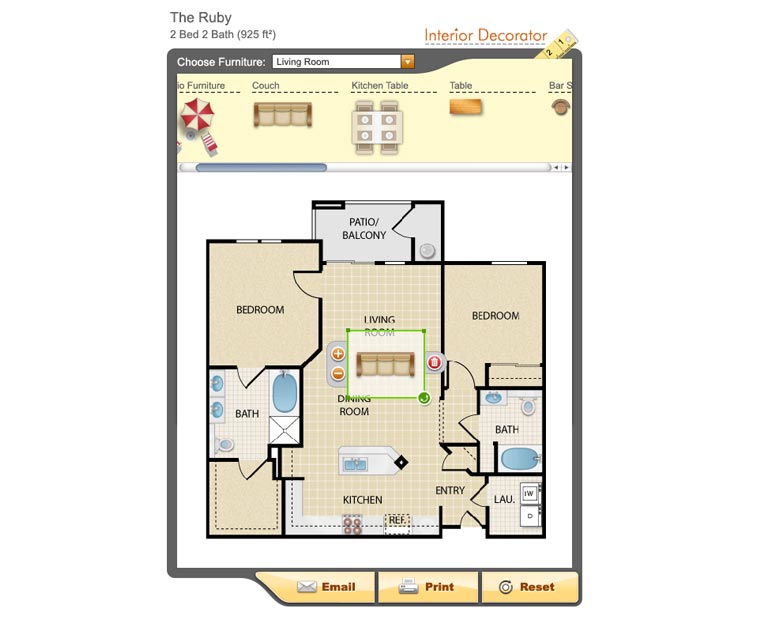 The Ruby
2 Bed 2 Bath (925 ft²)
Interior Decorator
2 1
Choose Furniture: Living Room
io Furniture Couch Kitchen Table Table Bar S
PATIO/
BALCONY
LIVING
ROOM
BEDROOM
BEDROOM
DINING
ROOM
BATH
BATH
KITCHEN
ENTRY
LAU.
W
D
REF.
Email Print Reset